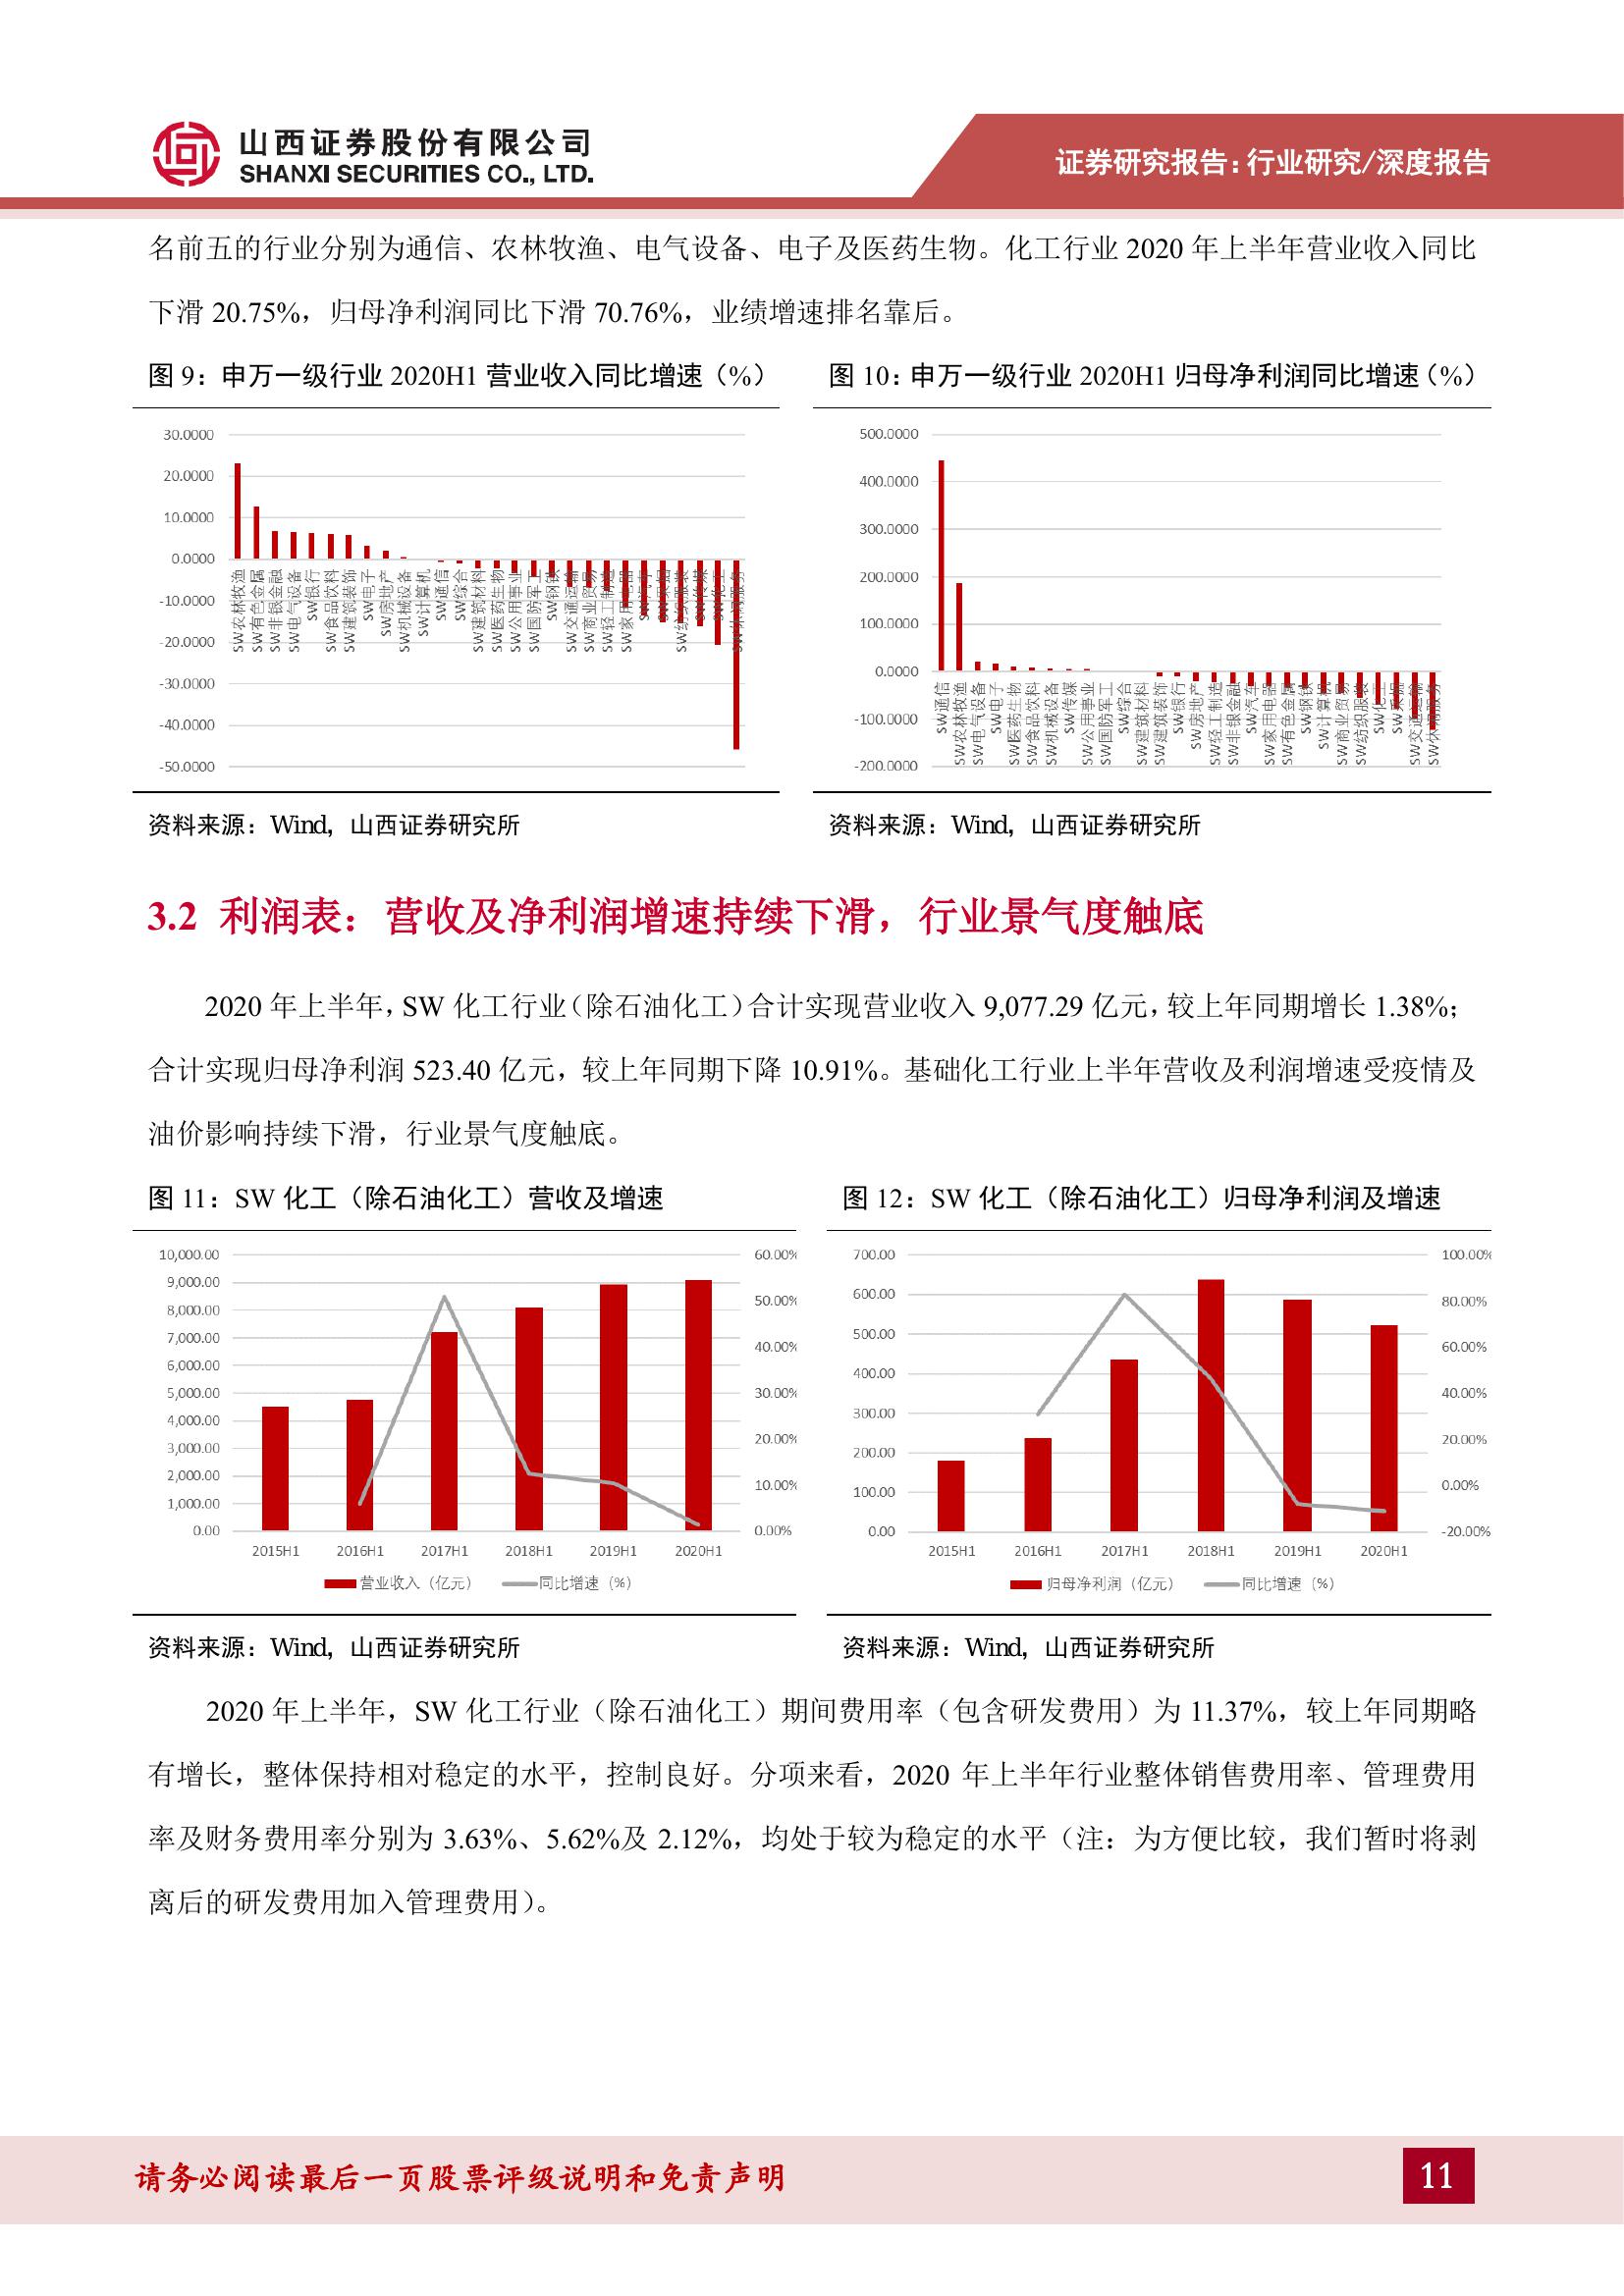 山西证券股份有限公司
SHANXI SECURITIES CO., LTD.
证券研究报告：行业研究/深度报告
名前五的行业分别为通信、农林牧渔、电气设备、电子及医药生物。化工行业 2020 年上半年营业收入同比
下滑 20.75%，归母净利润同比下滑 70.76%，业绩增速排名靠后。
图 9：申万一级行业 2020H1 营业收入同比增速（%）
30.0000
20.0000
10.0000
0.0000
-10.0000
-20.0000
-30.0000
-40.0000
-50.0000
SW农林牧渔
SW有色金属
SW非银金融
SW电气设备
SW银行
SW食品饮料
SW建筑装饰
SW电子
SW房地产
SW机械设备
SW计算机
SW通信
SW综合
SW建筑材料
SW医药生物
SW公用事业
SW国防军工
SW钢铁
SW交通运输
SW商业贸易
SW轻工制造
SW家用电器
SW汽车
SW采掘
SW纺织服装
SW传媒
SW化工
SW休闲服务
资料来源：Wind，山西证券研究所
图 10：申万一级行业 2020H1 归母净利润同比增速（%）
500.0000
400.0000
300.0000
200.0000
100.0000
0.0000
-100.0000
-200.0000
SW通信
SW农林牧渔
SW电气设备
SW电子
SW医药生物
SW食品饮料
SW机械设备
SW传媒
SW公用事业
SW国防军工
SW综合
SW建筑材料
SW建筑装饰
SW银行
SW房地产
SW轻工制造
SW非银金融
SW汽车
SW家用电器
SW有色金属
SW钢铁
SW计算机
SW商业贸易
SW纺织服装
SW化工
SW采掘
SW交通运输
SW休闲服务
资料来源：Wind，山西证券研究所
3.2 利润表：营收及净利润增速持续下滑，行业景气度触底
2020 年上半年，SW 化工行业（除石油化工）合计实现营业收入 9,077.29 亿元，较上年同期增长 1.38%；
合计实现归母净利润 523.40 亿元，较上年同期下降 10.91%。基础化工行业上半年营收及利润增速受疫情及
油价影响持续下滑，行业景气度触底。
图 11：SW 化工（除石油化工）营收及增速
10,000.00
9,000.00
8,000.00
7,000.00
6,000.00
5,000.00
4,000.00
3,000.00
2,000.00
1,000.00
0.00
60.00%
50.00%
40.00%
30.00%
20.00%
10.00%
0.00%
2015H1 2016H1 2017H1 2018H1 2019H1 2020H1
营业收入（亿元） 同比增速（%）
资料来源：Wind，山西证券研究所
图 12：SW 化工（除石油化工）归母净利润及增速
700.00
600.00
500.00
400.00
300.00
200.00
100.00
0.00
100.00%
80.00%
60.00%
40.00%
20.00%
0.00%
-20.00%
2015H1 2016H1 2017H1 2018H1 2019H1 2020H1
归母净利润（亿元） 同比增速（%）
资料来源：Wind，山西证券研究所
2020 年上半年，SW 化工行业（除石油化工）期间费用率（包含研发费用）为 11.37%，较上年同期略
有增长，整体保持相对稳定的水平，控制良好。分项来看，2020 年上半年行业整体销售费用率、管理费用
率及财务费用率分别为 3.63%、5.62%及 2.12%，均处于较为稳定的水平（注：为方便比较，我们暂时将剥
离后的研发费用加入管理费用）。
请务必阅读最后一页股票评级说明和免责声明
11